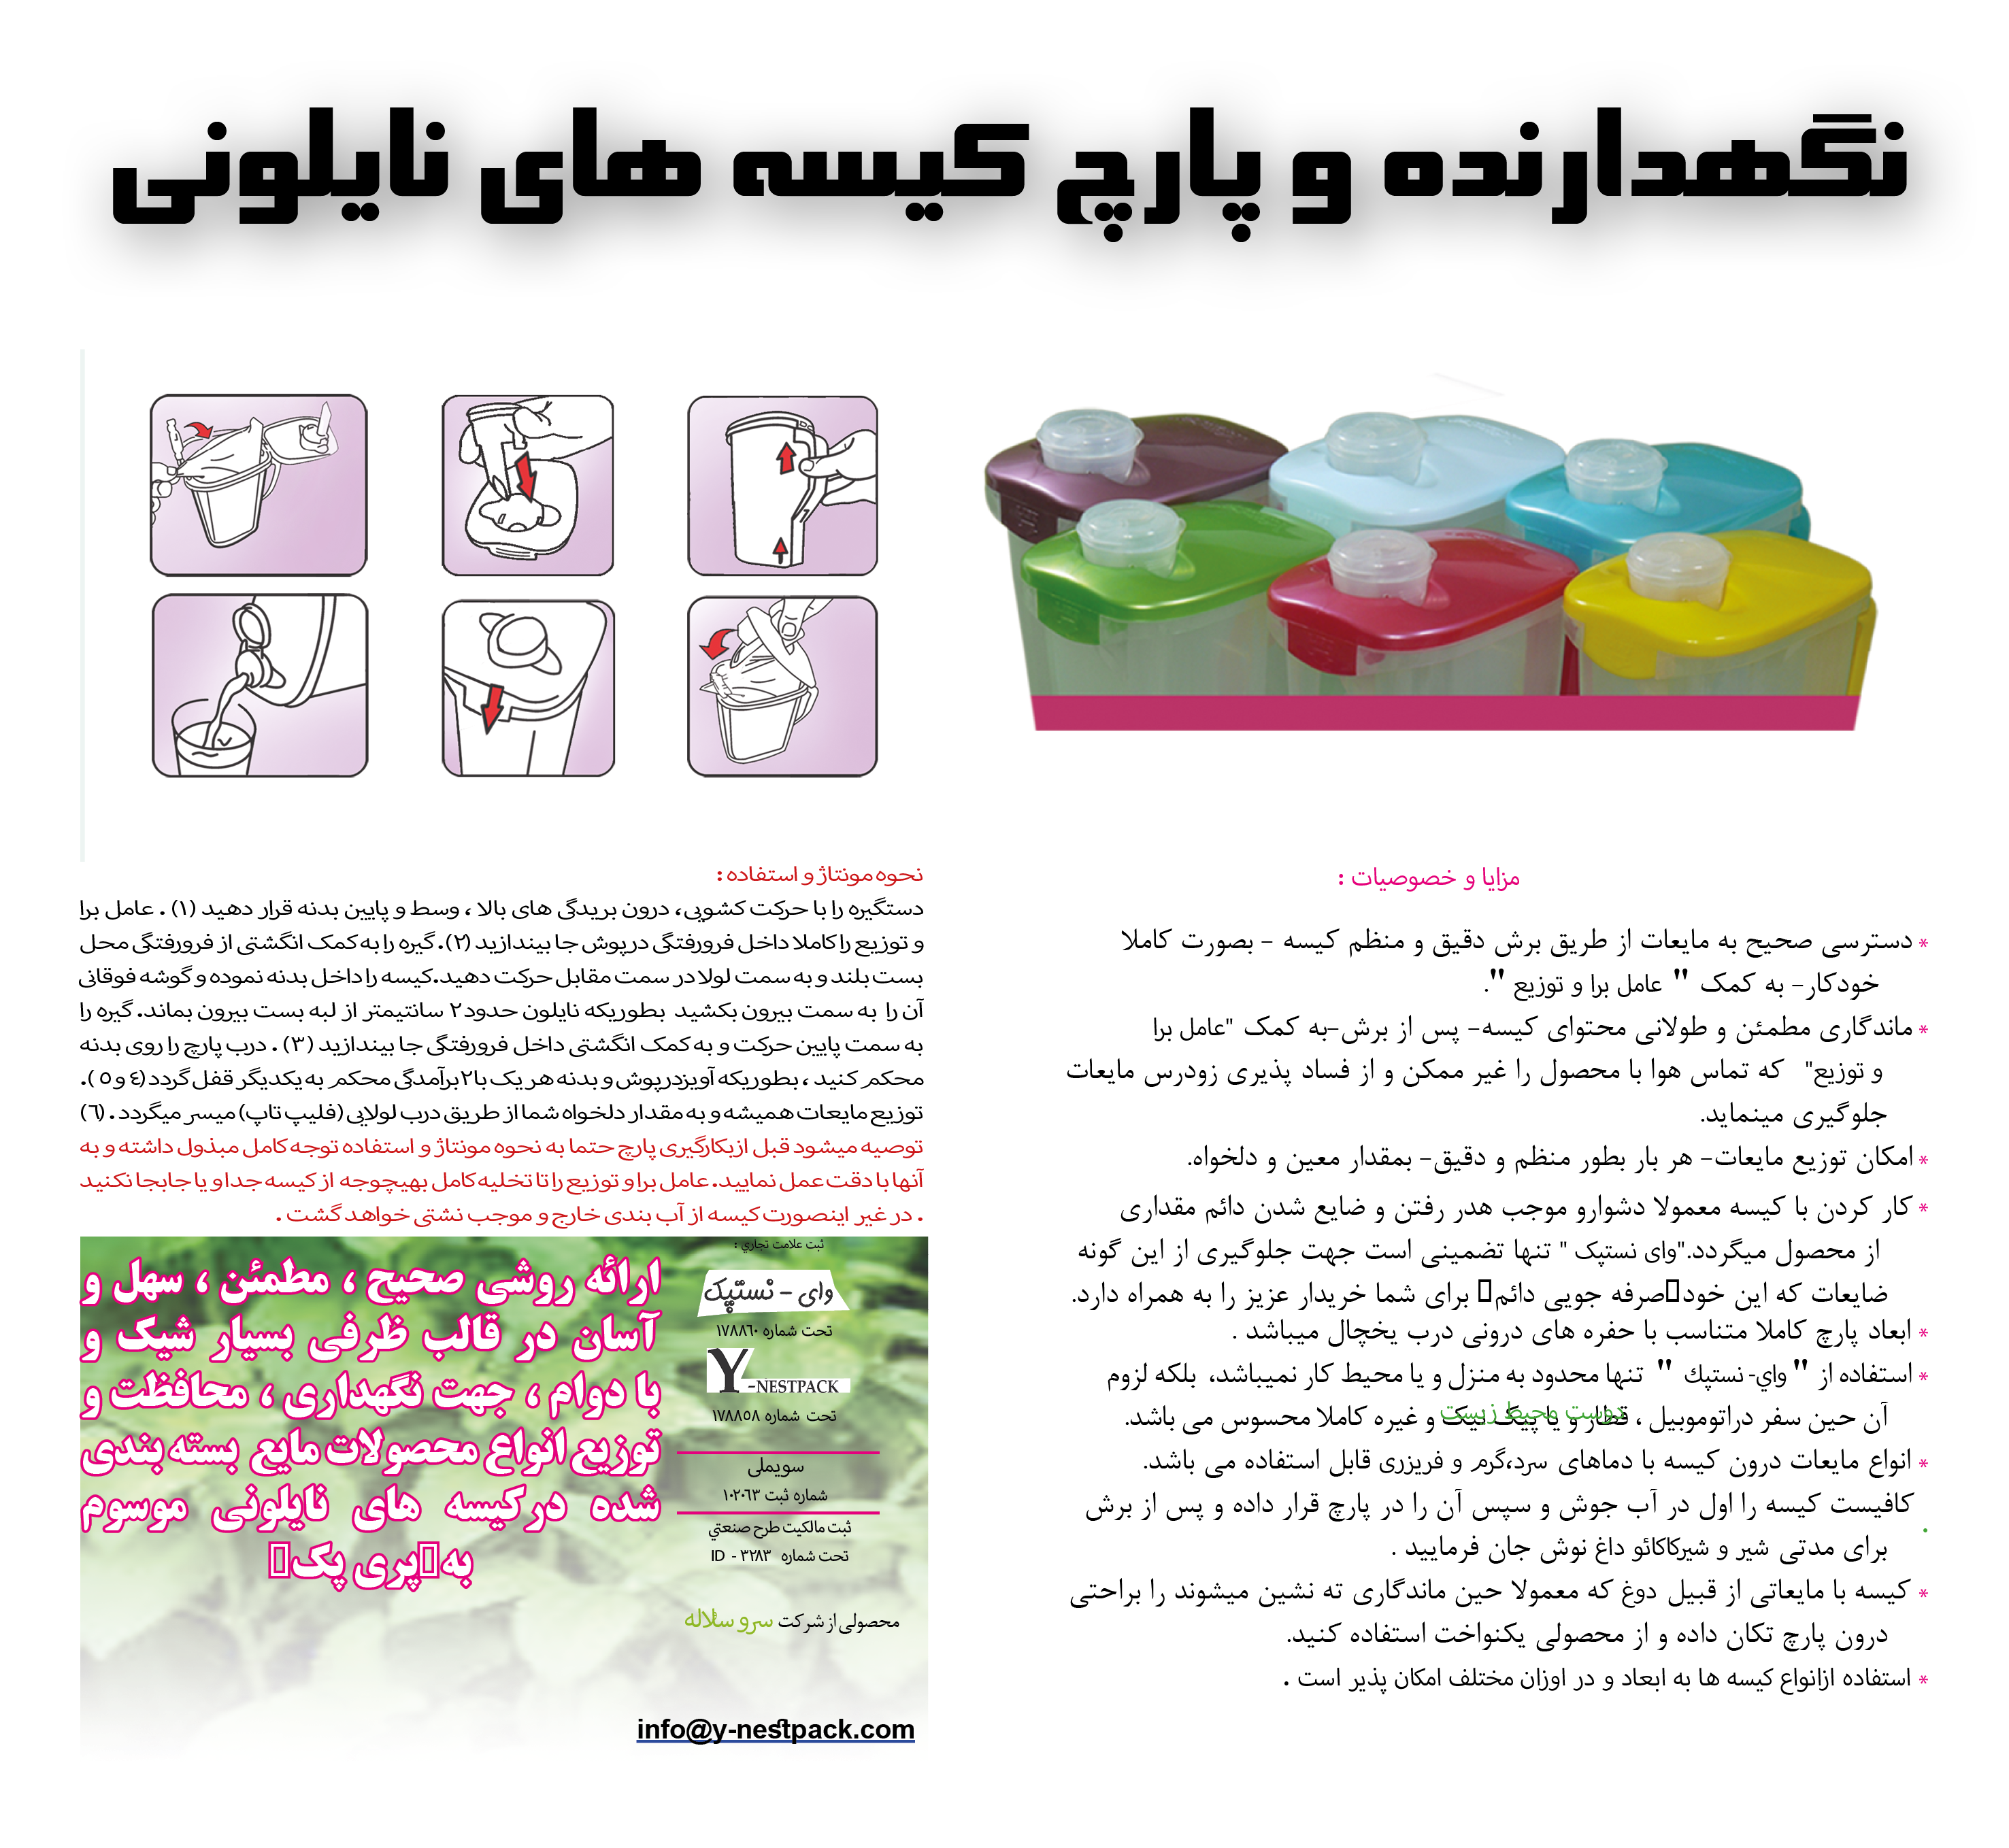 نگهدارنده و پارچ کیسه های نایلونی
مزایا و خصوصیات :
* دسترسی صحیح به مایعات از طریق برش دقیق و منظم کیسه - بصورت کاملا
خودکار- به کمک " عامل برا و توزیع ".
* ماندگاری مطمئن و طولانی محتوای کیسه- پس از برش-به کمک "عامل برا
و توزیع" که تماس هوا با محصول را غیر ممکن و از فساد پذیری زودرس مایعات
جلوگیری مینماید.
* امکان توزیع مایعات- هر بار بطور منظم و دقیق- بمقدار معین و دلخواه.
* کار کردن با کیسه معمولا دشوارو موجب هدر رفتن و ضایع شدن دائم مقداری
از محصول میگردد."وای نستپک " تنها تضمینی است جهت جلوگیری از این گونه
ضایعات که این خود صرفه جویی دائم برای شما خریدار عزیز را به همراه دارد.
* ابعاد پارچ کاملا متناسب با حفره های درونی درب یخچال میباشد .
* استفاده از " واي- نستپك " تنها محدود به منزل و یا محیط کار نمیباشد، بلکه لزوم
آن حین سفر دراتوموبیل ، قطار و یا پیک نیک و غیره کاملا محسوس می باشد.
دوست محیط زیست
* انواع مایعات درون کیسه با دماهای سرد،گرم و فریزری قابل استفاده می باشد.
کافیست کیسه را اول در آب جوش و سپس آن را در پارچ قرار داده و پس از برش
برای مدتی شیر و شیرکاکائو داغ نوش جان فرمایید .
* کیسه با مایعاتی از قبیل دوغ که معمولا حین ماندگاری ته نشین میشوند را براحتی
درون پارچ تکان داده و از محصولی یکنواخت استفاده کنید.
* استفاده ازانواع کیسه ها به ابعاد و در اوزان مختلف امکان پذیر است .
نحوه مونتاژ و استفاده :
دستگیره را با حرکت کشویی، درون بریدگی های بالا ، وسط و پایین بدنه قرار دهید (۱) . عامل برا
و توزیع را کاملا داخل فرورفتگی درپوش جا بیندازید (۲). گیره را به کمک انگشتی از فرورفتگی محل
بست بلند و به سمت لولا در سمت مقابل حرکت دهید.کیسه را داخل بدنه نموده و گوشه فوقانی
آن را به سمت بیرون بکشید بطوریکه نایلون حدود ۲ سانتیمتر از لبه بست بیرون بماند. گیره را
به سمت پایین حرکت و به کمک انگشتی داخل فرورفتگی جا بیندازید (۳) . درب پارچ را روی بدنه
محکم کنید ، بطوریکه آویزدرپوش و بدنه هر یک با ۲ برآمدگی محکم به یکدیگر قفل گردد (٤ و ٥ ).
توزیع مایعات همیشه و به مقدار دلخواه شما از طریق درب لولایی (فلیپ تاپ) میسر میگردد . (٦)
توصیه میشود قبل ازبکارگیری پارچ حتما به نحوه مونتاژ و استفاده توجه کامل مبذول داشته و به
آنها با دقت عمل نمایید. عامل برا و توزیع را تا تخلیه کامل بهیچوجه از کیسه جدا و یا جابجا نکنید
. در غیر اینصورت کیسه از آب بندی خارج و موجب نشتی خواهد گشت .
ارائه روشی صحیح ، مطمئن ، سهل و
آسان در قالب ظرفی بسیار شیک و
با دوام ، جهت نگهداری ، محافظت و
توزیع انواع محصولات مایع بسته بندی
شده درکیسه های نایلونی موسوم
به پری پک
ثبت علامت تجاري :
وای - نستپک
تحت شماره ۱۷۸۸٦۰
Y-NESTPACK
تحت شماره ۱۷۸۸٥۸
سویملی
شماره ثبت ۱۰۲۰٦۳
ثبت مالکیت طرح صنعتي
تحت شماره ID - ۳۲۸۳
محصولی از شرکت سرو سلاله
info@y-nestpack.com